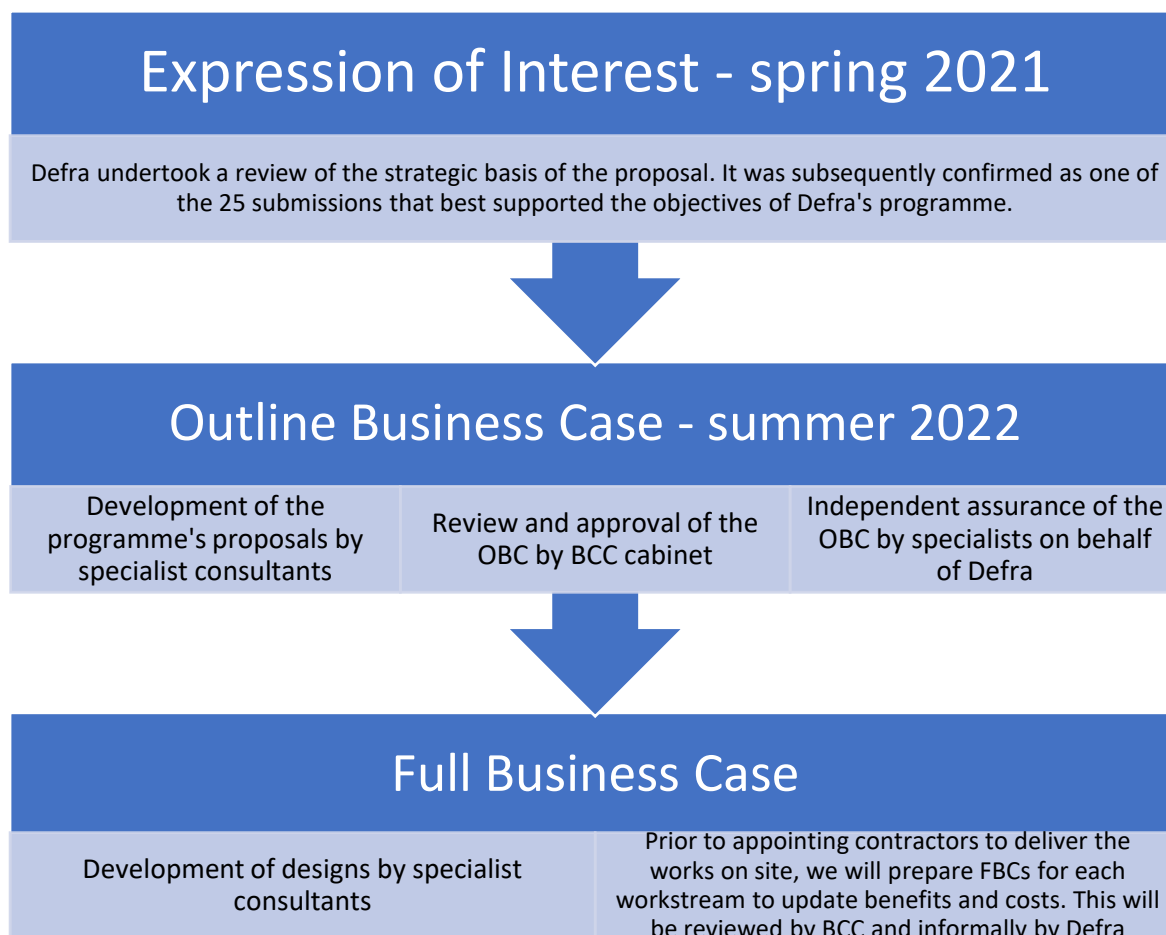 Expression of Interest - spring 2021
Defra undertook a review of the strategic basis of the proposal. It was subsequently confirmed as one of
the 25 submissions that best supported the objectives of Defra's programme.
Outline Business Case - summer 2022
Development of the
programme's proposals by
specialist consultants
Review and approval of the
OBC by BCC cabinet
Independent assurance of the
OBC by specialists on behalf
of Defra
Full Business Case
Development of designs by specialist
consultants
Prior to appointing contractors to deliver the
works on site, we will prepare FBCs for each
workstream to update benefits and costs. This will
be reviewed by BCC and informally by Defra